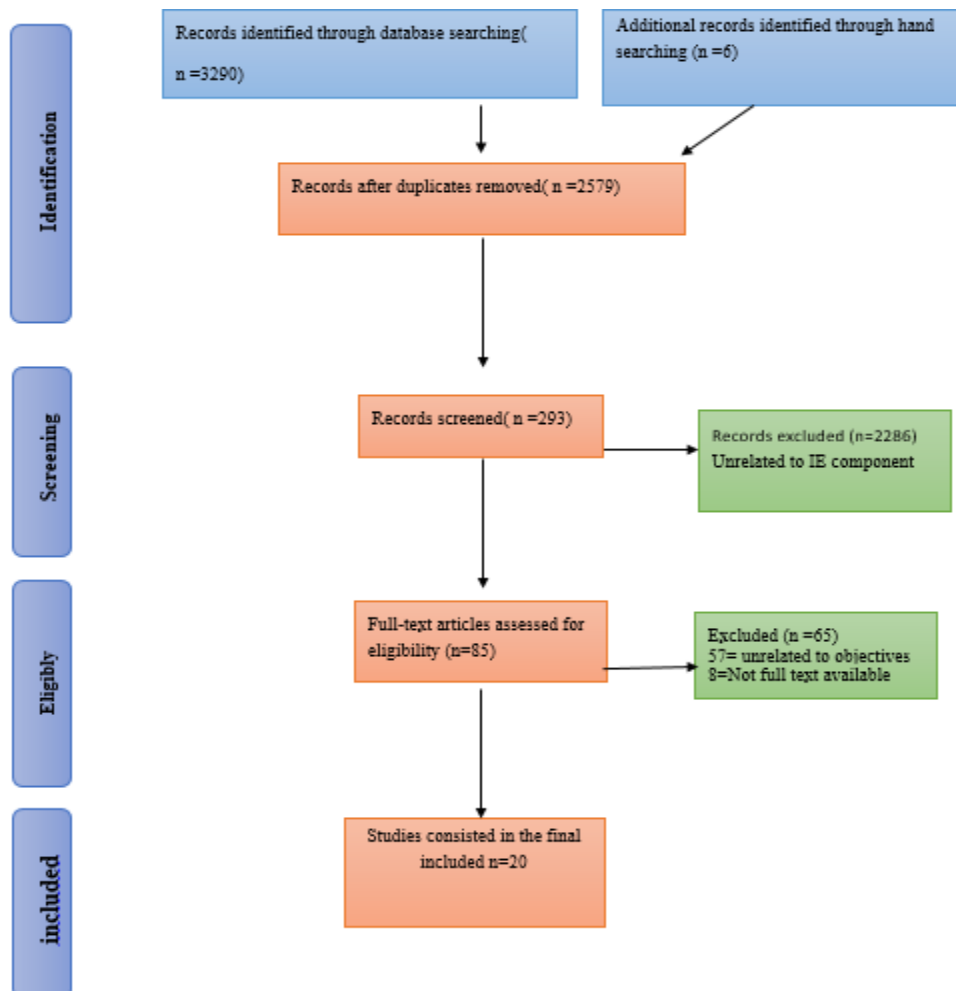 Identification
Records identified through database searching(
n =3290)
Additional records identified through hand
searching (n =6)
Records after duplicates removed( n =2579)
Screening
Records screened( n =293)
Records excluded (n=2286)
Unrelated to IE component
Eligibly
Full-text articles assessed for
eligibility (n=85)
Excluded (n =65)
57= unrelated to objectives
8=Not full text available
included
Studies consisted in the final
included n=20